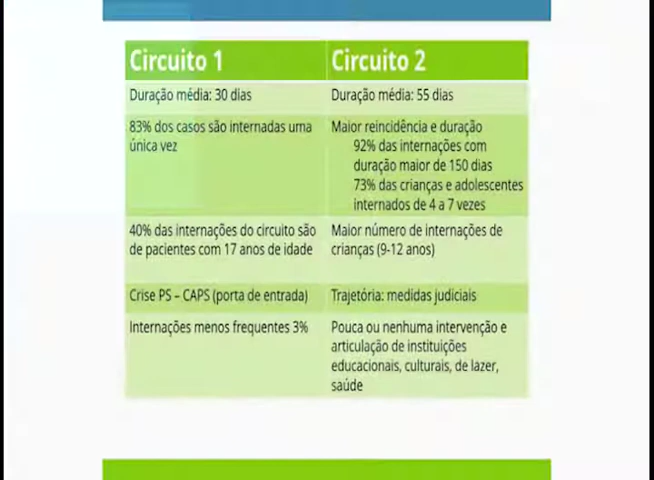 Circuito 1
Circuito 2
Duração média: 30 dias
Duração média: 55 dias
83% dos casos são internadas uma
única vez
Maior reincidência e duração
92% das internações com
duração maior de 150 dias
73% das crianças e adolescentes
internados de 4 a 7 vezes
40% das internações do circuito são
de pacientes com 17 anos de idade
Maior número de internações de
crianças (9-12 anos)
Crise PS – CAPS (porta de entrada)
Trajetória: medidas judiciais
Internações menos frequentes 3%
Pouca ou nenhuma intervenção e
articulação de instituições
educacionais, culturais, de lazer,
saúde